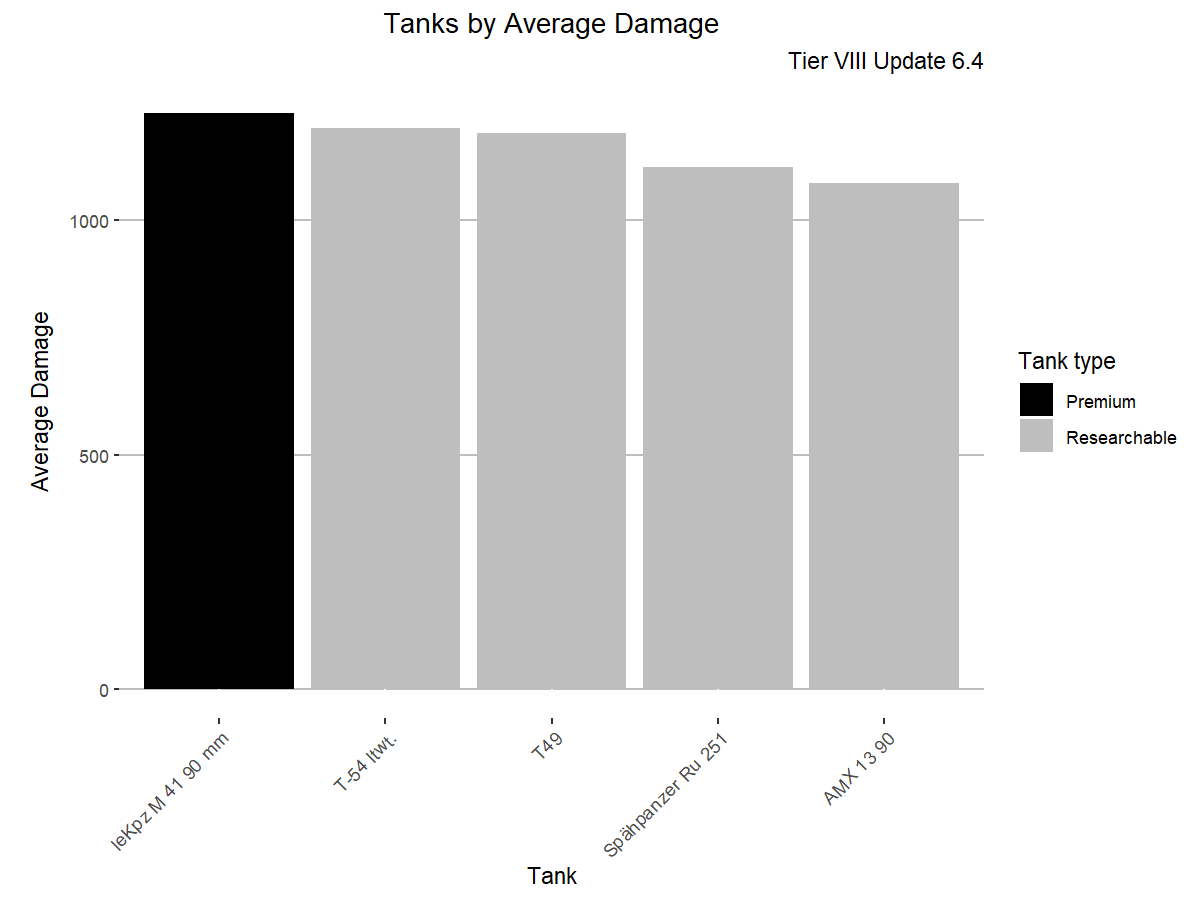 Tanks by Average Damage
Tier VIII Update 6.4
Average Damage
1000
500
0
leKpz M 41 90 mm
T-54 ltwt.
T49
Spähpanzer Ru 251
AMX 13 90
Tank
Tank type
Premium
Researchable